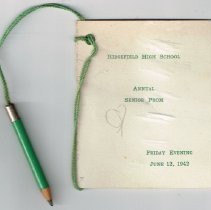 Ridgefield High School
Annual
Senior Prom
Friday Evening
June 12, 1942